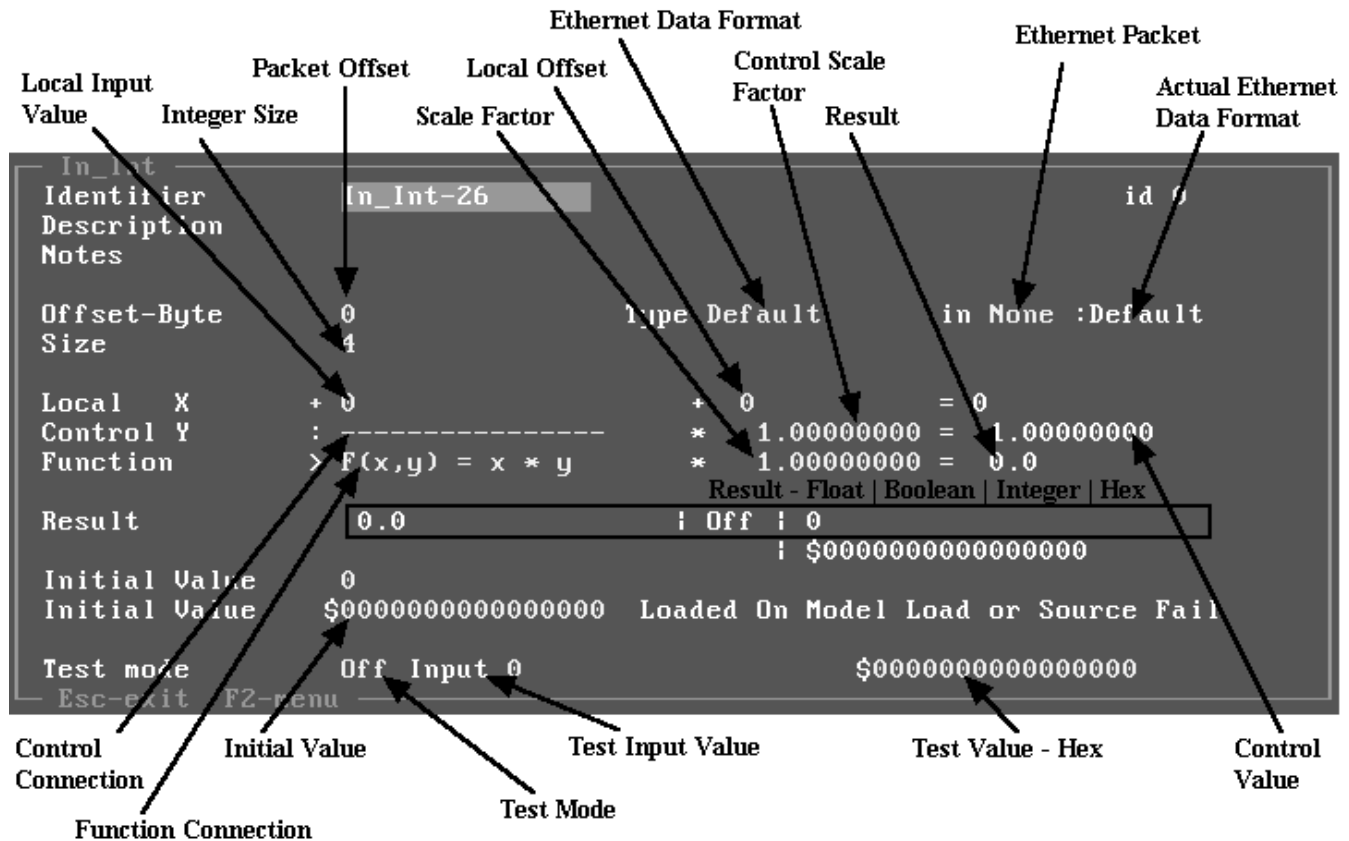 Ethernet Data Format
Ethernet Packet
Packet Offset
Local Offset
Control Scale
Factor
Local Input
Value
Actual Ethernet
Data Format
Integer Size
Scale Factor
Result
In_Int
Identifier In_Int-26 id 0
Description
Notes
Offset-Byte 0 Type Default in None :Default
Size 4
Local X + 0 + 0 = 0
Control Y : ---------------- * 1.00000000 = 1.00000000
Function > F(x,y) = x * y * 1.00000000 = 0.0
Result - Float | Boolean | Integer | Hex
Result 0.0 ¦ Off ¦ 0
¦ $0000000000000000
Initial Value 0
Initial Value $0000000000000000 Loaded On Model Load or Source Fail
Test mode Off Input 0 $0000000000000000
Esc-exit F2-menu
Control
Connection
Initial Value
Test Input Value
Test Value - Hex
Control
Value
Test Mode
Function Connection